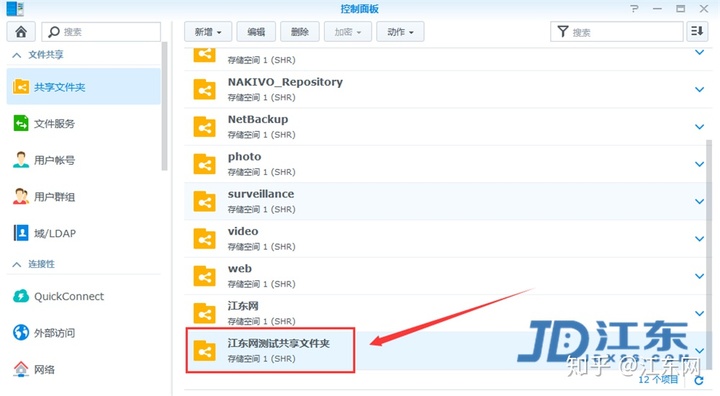 控制面板
搜索
新增
编辑
删除
加密
动作
搜索
文件共享
共享文件夹
文件服务
用户帐号
用户群组
域/LDAP
连接性
QuickConnect
外部访问
网络
存储空间 1 (SHR)
NAKIVO_Repository
存储空间 1 (SHR)
NetBackup
存储空间 1 (SHR)
photo
存储空间 1 (SHR)
surveillance
存储空间 1 (SHR)
video
存储空间 1 (SHR)
web
存储空间 1 (SHR)
江东网
存储空间 1 (SHR)
江东网测试共享文件夹
存储空间 1 (SHR)
JD江东
知乎 @江东网
12 个项目